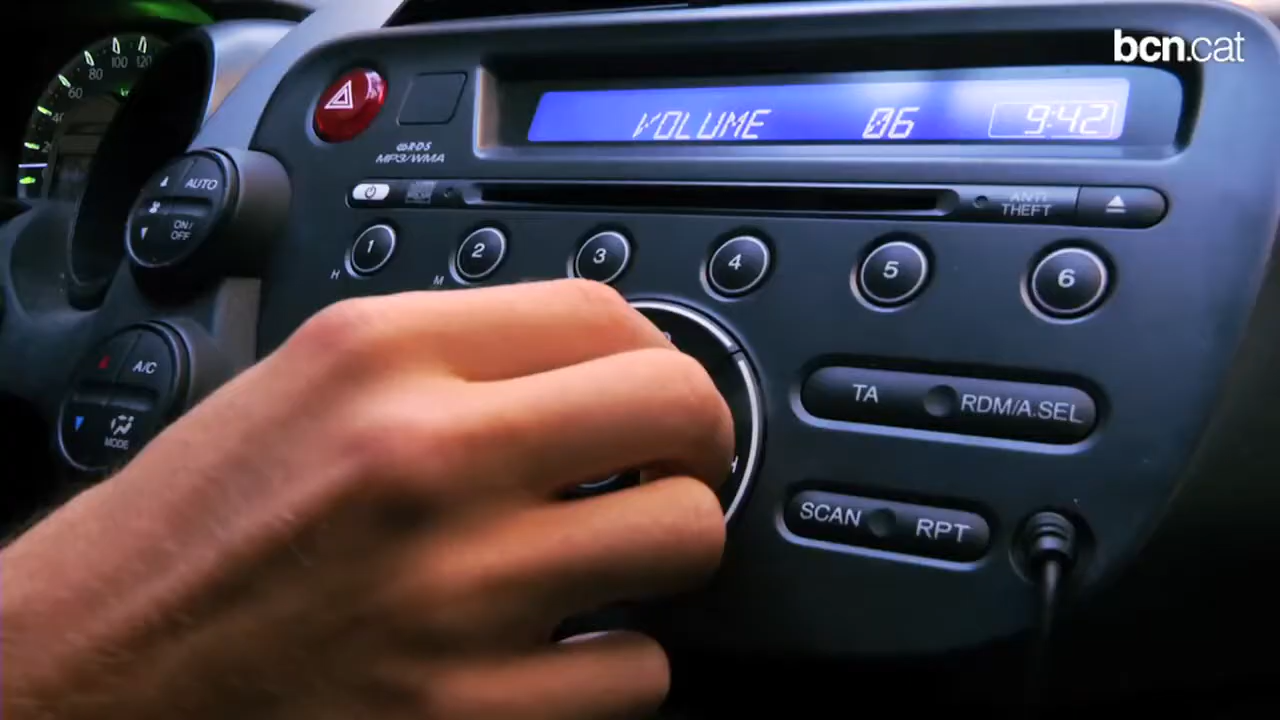 bcn.cat
120
100
80
60
VOLUME 06 9:42
RDS
MP3/WMA
AUTO
ON/
OFF
ANTI
THEFT
1
2
3
4
5
6
H
M
A/C
MODE
TA
RDM/A.SEL
H
SCAN
RPT